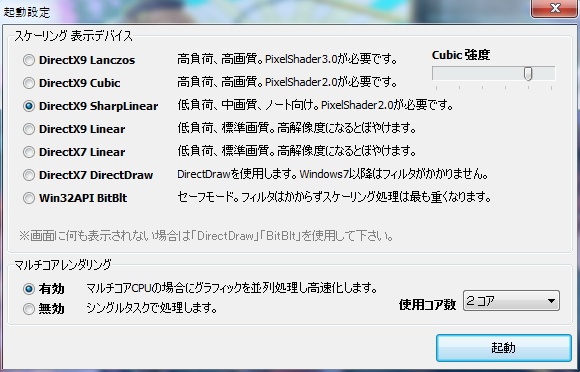 起動設定
スケーリング 表示デバイス
DirectX9 Lanczos 高負荷、高画質。PixelShader3.0が必要です。
Cubic 強度
DirectX9 Cubic 高負荷、高画質。PixelShader2.0が必要です。
DirectX9 SharpLinear 低負荷、中画質、ノート向け。PixelShader2.0が必要です。
DirectX9 Linear 低負荷、標準画質。高解像度になるとぼやけます。
DirectX7 Linear 低負荷、標準画質。高解像度になるとぼやけます。
DirectX7 DirectDraw DirectDrawを使用します。Windows7以降はフィルタがかかりません。
Win32API BitBlt セーフモード。フィルタはかからずスケーリング処理は最も重くなります。
※画面に何も表示されない場合は「DirectDraw」「BitBlt」を使用して下さい。
マルチコアレンダリング
有効 マルチコアCPUの場合にグラフィックを並列処理し高速化します。
無効 シングルタスクで処理します。
使用コア数 2 コア
起動